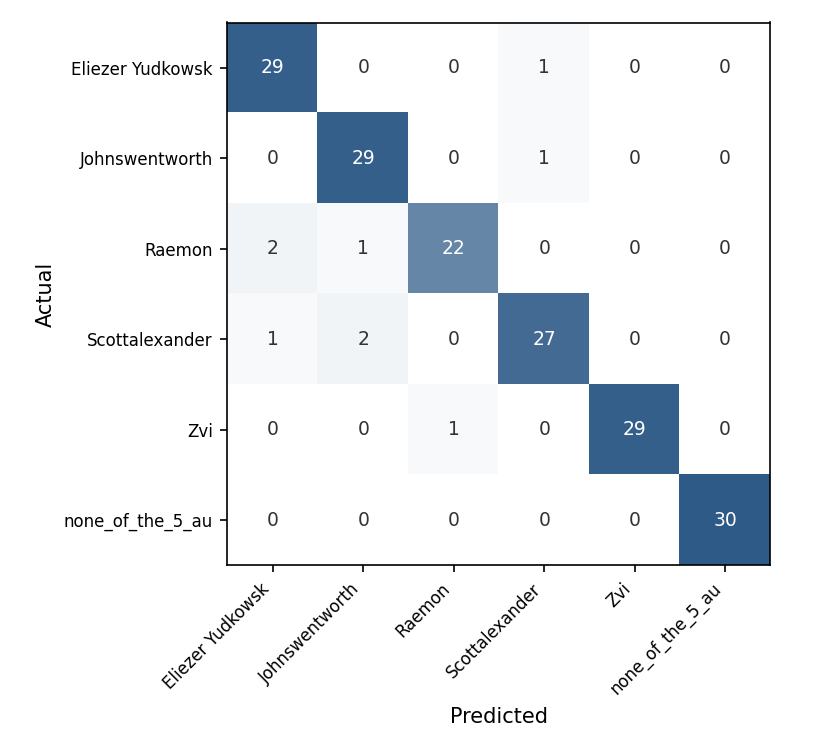 Eliezer Yudkowsk 29 0 0 1 0 0
Johnswentworth 0 29 0 1 0 0
Raemon 2 1 22 0 0 0
Scottalexander 1 2 0 27 0 0
Zvi 0 0 1 0 29 0
none_of_the_5_au 0 0 0 0 0 30
Actual
Eliezer Yudkowsk Johnswentworth Raemon Scottalexander Zvi none_of_the_5_au
Predicted